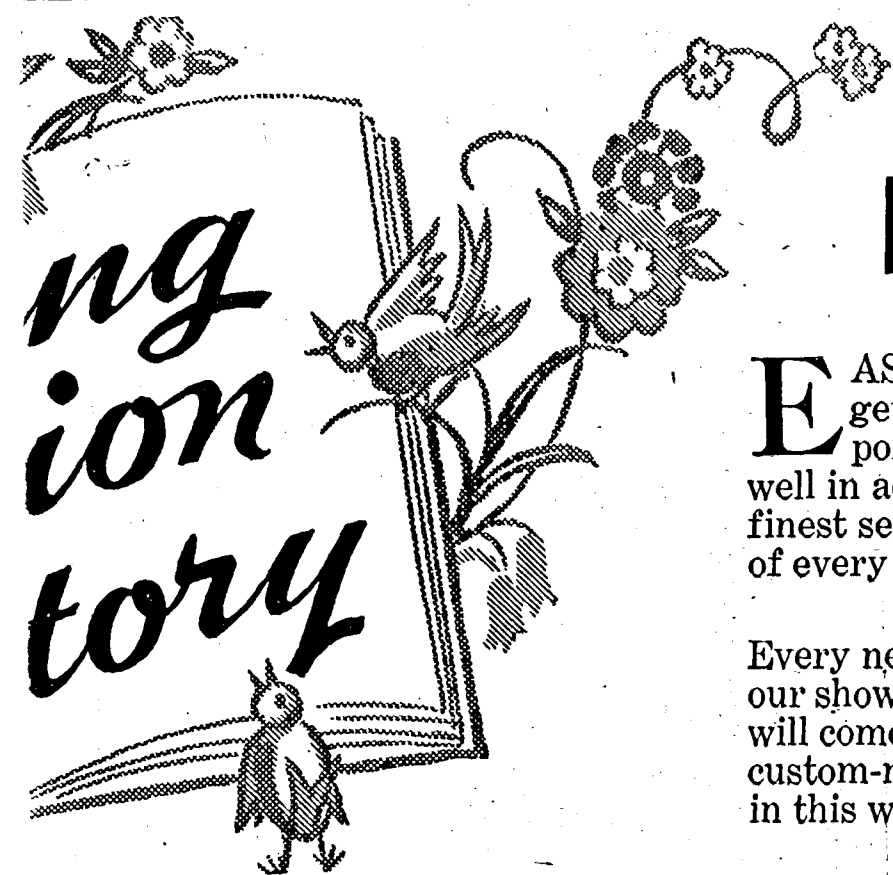 ng
ion
tory
EAS
ge
po
well in a
finest se
of every
Every ne
our show
will come
custom-
in this w